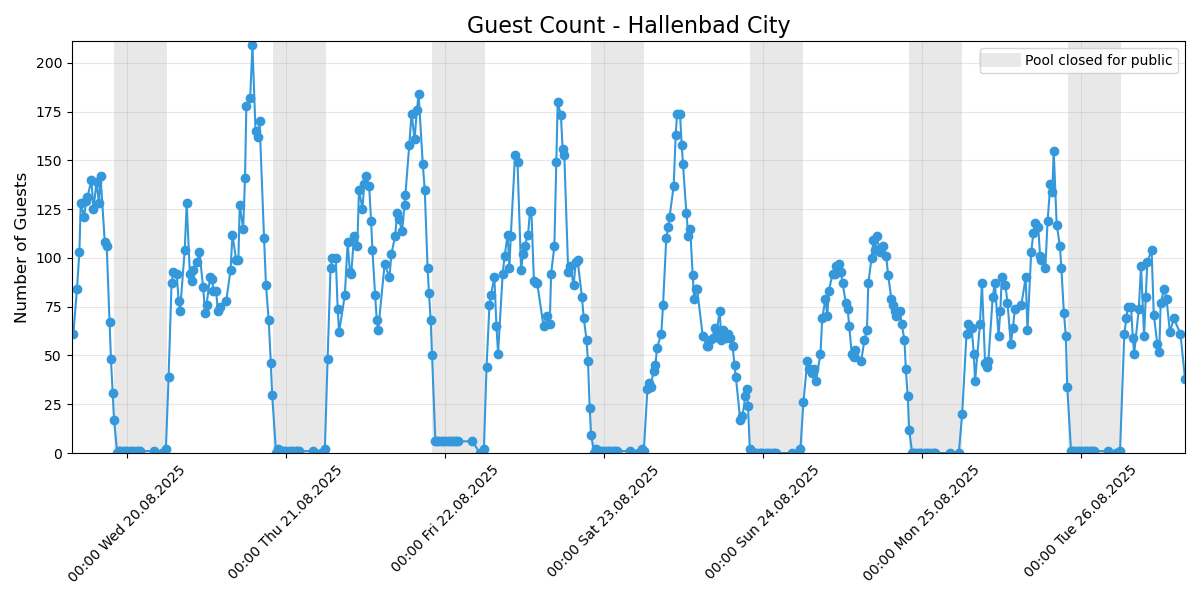 Guest Count - Hallenbad City
Pool closed for public
Number of Guests
200
175
150
125
100
75
50
25
0
00:00 Wed 20.08.2025
00:00 Thu 21.08.2025
00:00 Fri 22.08.2025
00:00 Sat 23.08.2025
00:00 Sun 24.08.2025
00:00 Mon 25.08.2025
00:00 Tue 26.08.2025